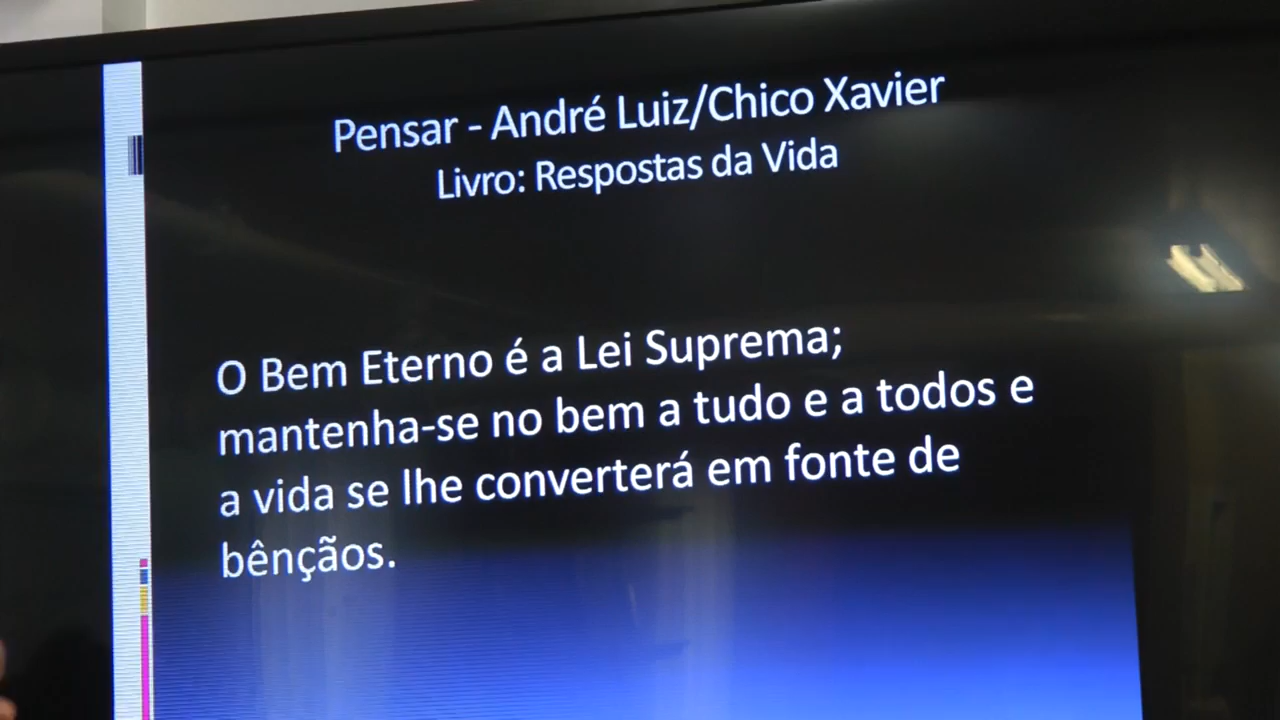 Pensar - André Luiz/Chico Xavier
Livro: Respostas da Vida
O Bem Eterno é a Lei Suprema;
mantenha-se no bem a tudo e a todos e
a vida se lhe converterá em fonte de
bênçãos.